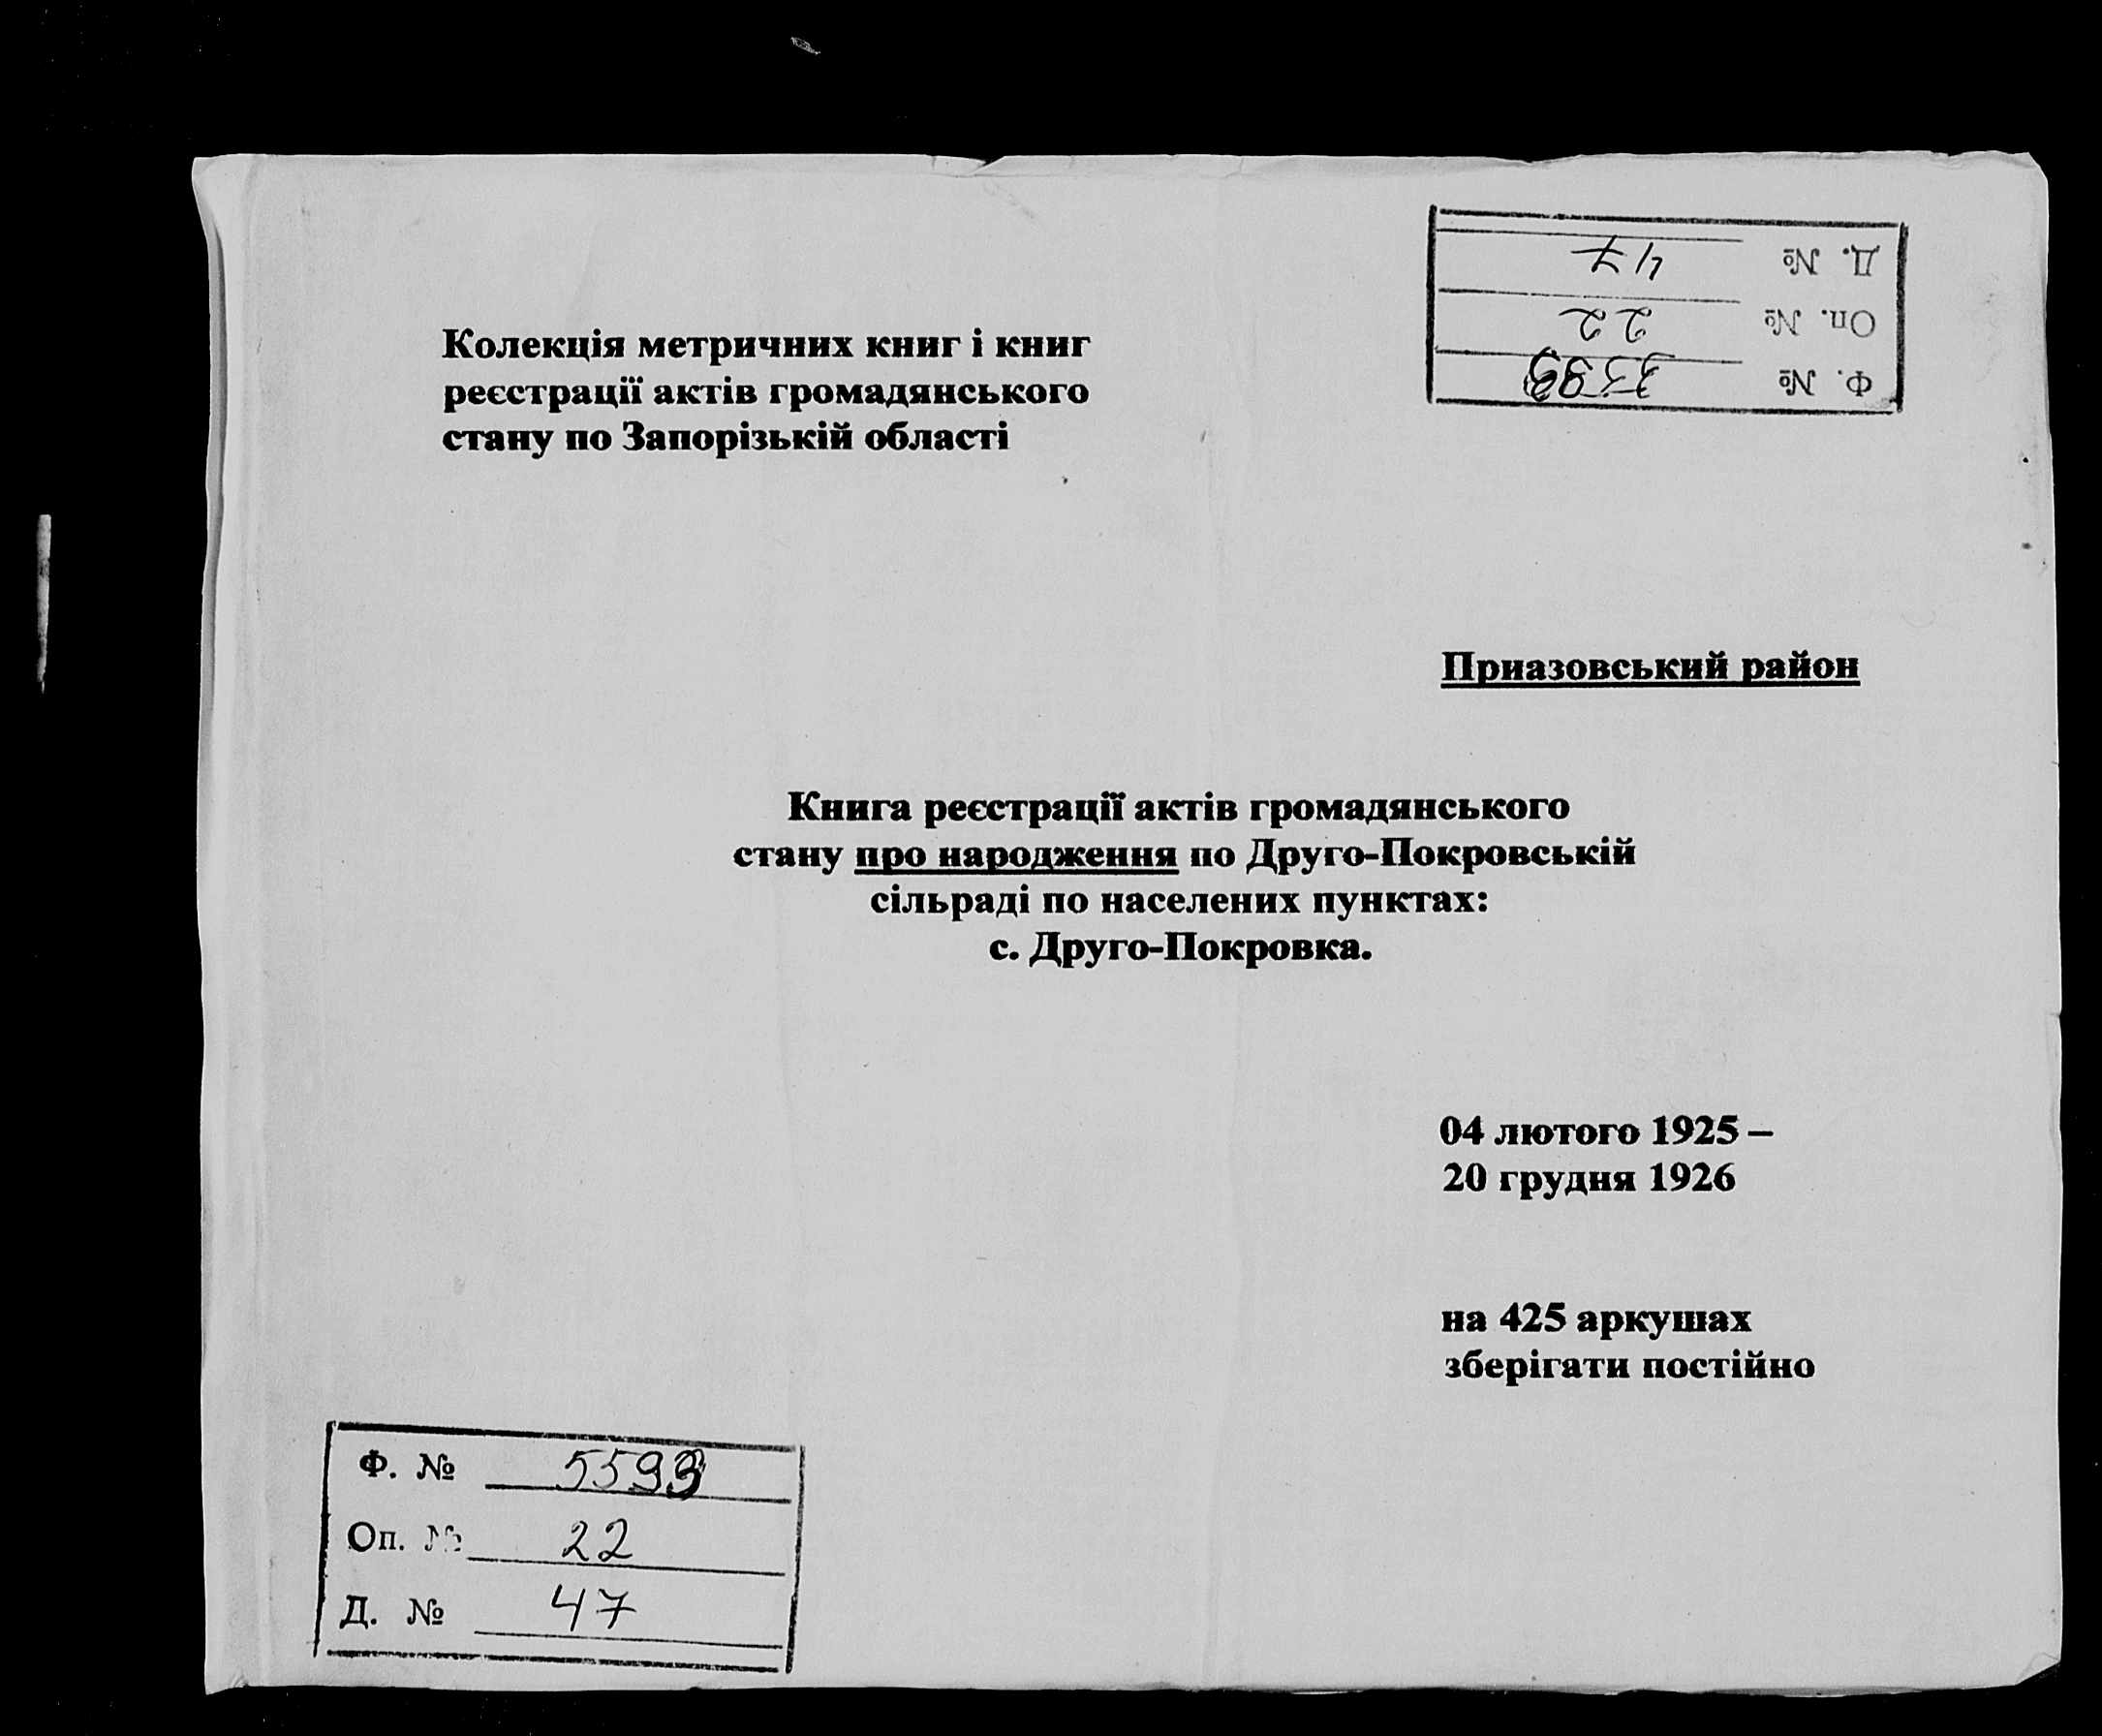 Д. № 47
Оп. № 22
Ф. № 5593
Колекція метричних книг і книг
реєстрації актів громадянського
стану по Запорізькій області
Приазовський район
Книга реєстрації актів громадянського
стану про народження по Друго-Покровській
сільраді по населених пунктах:
с. Друго-Покровка.
04 лютого 1925 –
20 грудня 1926
на 425 аркушах
зберігати постійно
Ф. № 5593
Оп. № 22
Д. № 47